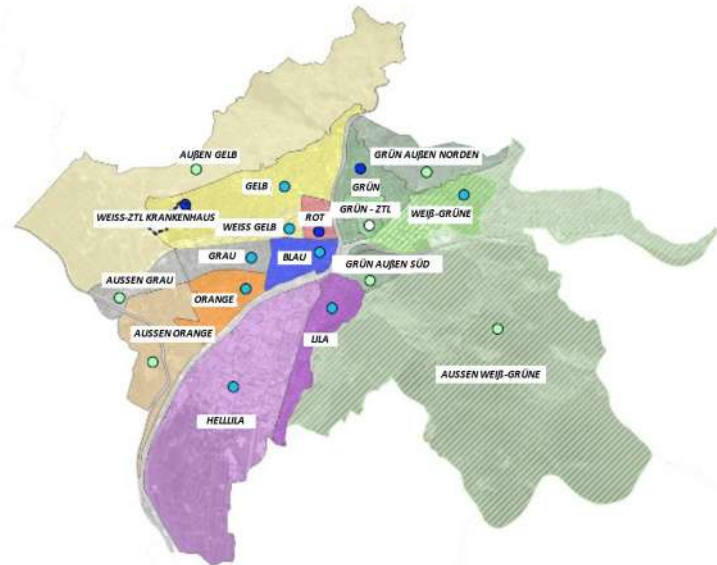 AUßEN GELB
GRÜN AUßEN NORDEN
GELB
GRÜN
WEISS-ZTL KRANKENHAUS
ROT
GRÜN - ZTL
WEIß-GRÜNE
WEISS GELB
GRAU
BLAU
GRÜN AUßEN SÜD
AUSSEN GRAU
ORANGE
AUSSEN ORANGE
LILA
AUSSEN WEIß-GRÜNE
HELLLILA